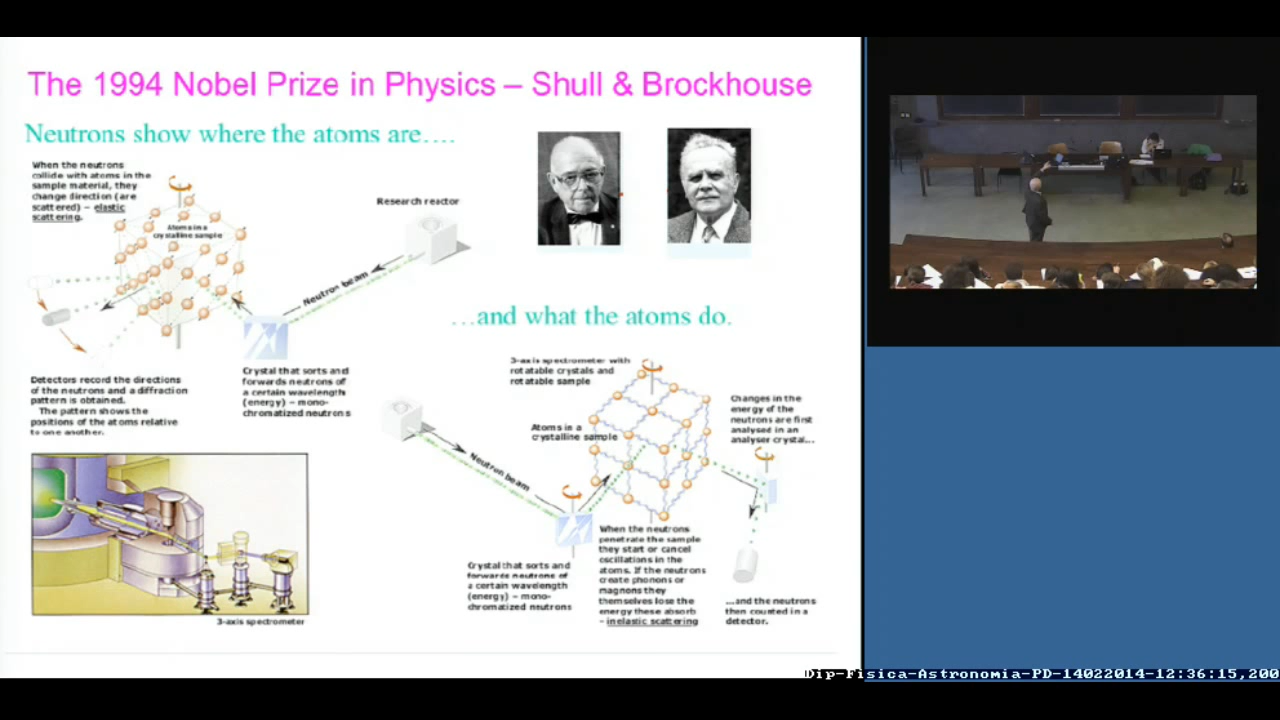 The 1994 Nobel Prize in Physics – Shull & Brockhouse
Neutrons show where the atoms are....
When the neutrons
collide with atoms in the
sample material, they
change direction (are
scattered) – elastic
scattering.
Atoms in a
crystalline sample
Research reactor
Neutron beam
Crystal that sorts and
forwards neutrons of
a certain wavelength
(energy) – mono-
chromatized neutrons
Detectors record the directions
of the neutrons and a diffraction
pattern is obtained.
The pattern shows the
positions of the atoms relative
to one another.
3-axis spectrometer
...and what the atoms do.
3-axis spectrometer with
rotatable crystals and
rotatable sample
Atoms in a
crystalline sample
Neutron beam
Crystal that sorts and
forwards neutrons of
a certain wavelength
(energy) – mono-
chromatized neutrons
When the neutrons
penetrate the sample
they start or cancel
oscillations in the
atoms. If the neutrons
create phonons or
magnons they
themselves lose the
energy these absorb
– inelastic scattering
Changes in the
energy of the
neutrons are first
analysed in an
analyser crystal...
...and the neutrons
then counted in a
detector.
Dip-Fisica-Astronomia-PD-14022014-12:36:15,200